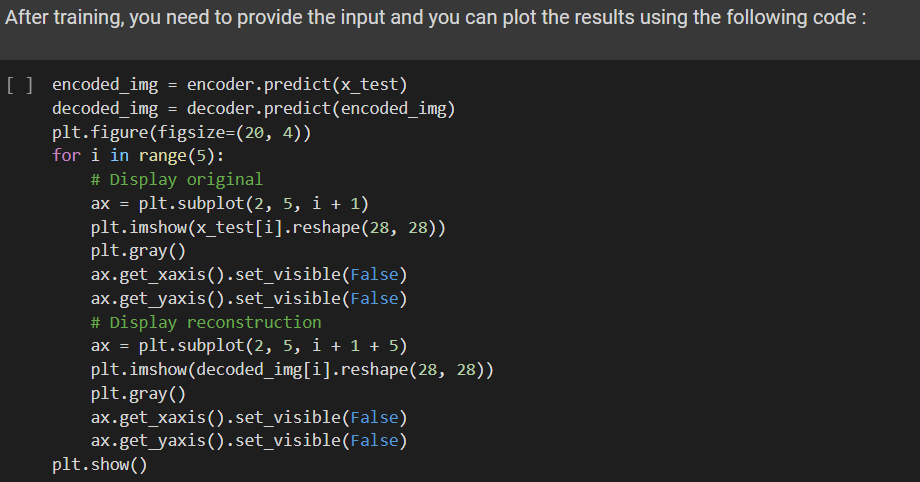 After training, you need to provide the input and you can plot the results using the following code :
[ ] encoded_img = encoder.predict(x_test)
decoded_img = decoder.predict(encoded_img)
plt.figure(figsize=(20, 4))
for i in range(5):
    # Display original
    ax = plt.subplot(2, 5, i + 1)
    plt.imshow(x_test[i].reshape(28, 28))
    plt.gray()
    ax.get_xaxis().set_visible(False)
    ax.get_yaxis().set_visible(False)
    # Display reconstruction
    ax = plt.subplot(2, 5, i + 1 + 5)
    plt.imshow(decoded_img[i].reshape(28, 28))
    plt.gray()
    ax.get_xaxis().set_visible(False)
    ax.get_yaxis().set_visible(False)
plt.show()